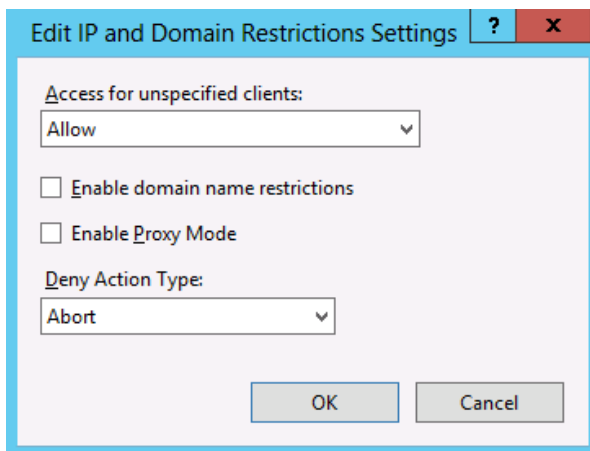 Edit IP and Domain Restrictions Settings ? x
Access for unspecified clients:
Allow
Enable domain name restrictions
Enable Proxy Mode
Deny Action Type:
Abort
OK Cancel